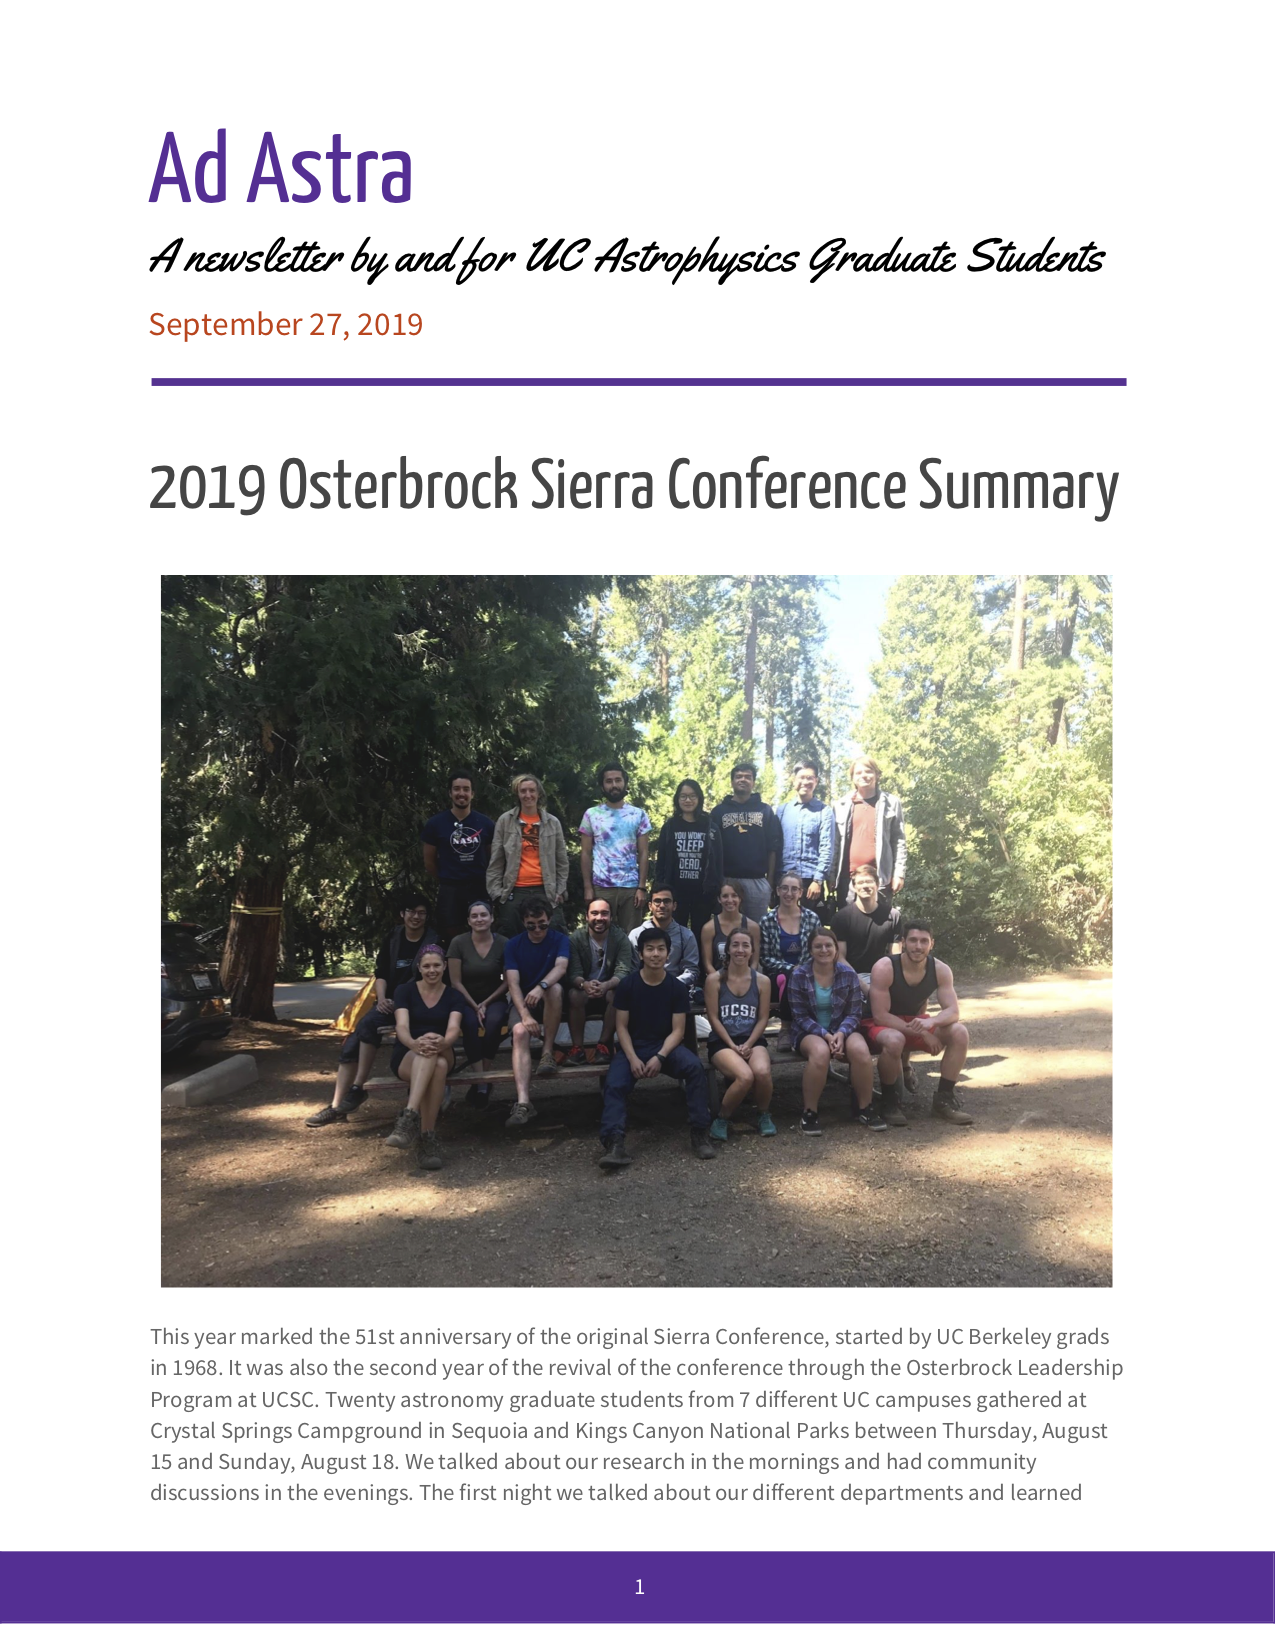 Ad Astra
A newsletter by and for UC Astrophysics Graduate Students
September 27, 2019
2019 Osterbrock Sierra Conference Summary
NASA
YOU WON'T
SLEEP
WHEN YOU'RE
DEAD,
EITHER
UCSB
This year marked the 51st anniversary of the original Sierra Conference, started by UC Berkeley grads
in 1968. It was also the second year of the revival of the conference through the Osterbrock Leadership
Program at UCSC. Twenty astronomy graduate students from 7 different UC campuses gathered at
Crystal Springs Campground in Sequoia and Kings Canyon National Parks between Thursday, August
15 and Sunday, August 18. We talked about our research in the mornings and had community
discussions in the evenings. The first night we talked about our different departments and learned
1